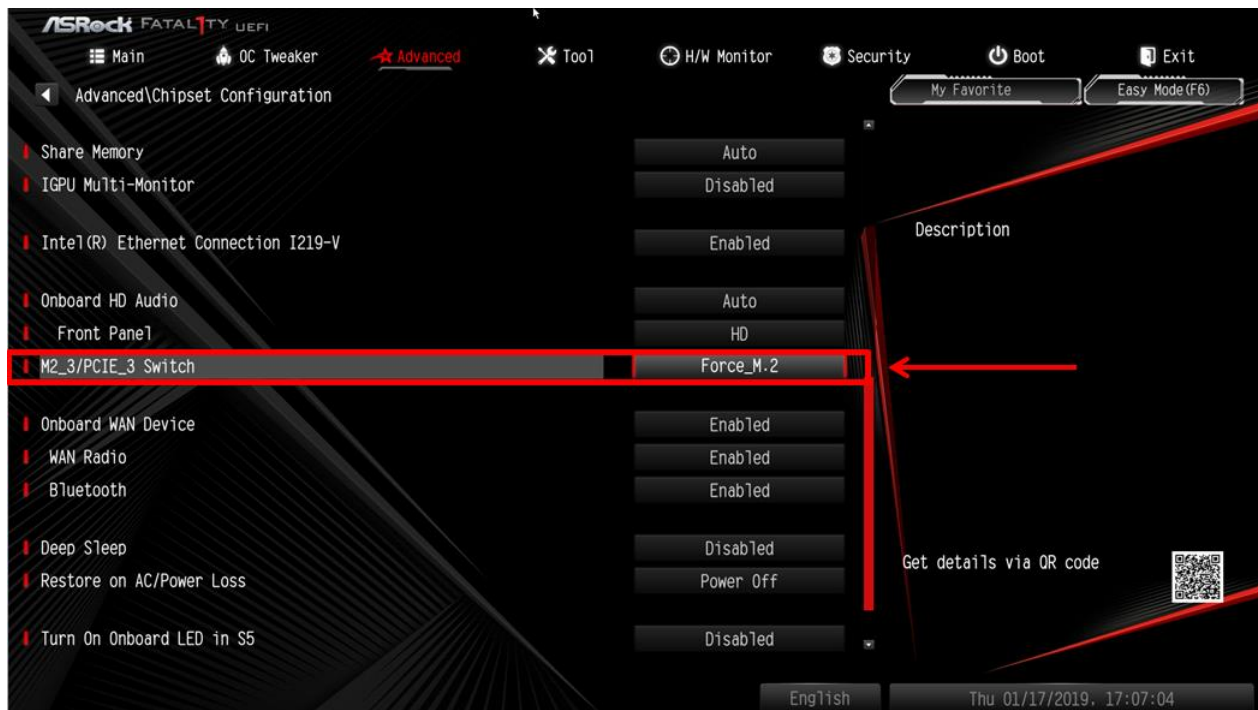 ASRock FATAL1TY UEFI
Main OC Tweaker Advanced Tool H/W Monitor Security Boot Exit
Advanced\Chipset Configuration My Favorite Easy Mode(F6)
Share Memory Auto
IGPU Multi-Monitor Disabled
Intel(R) Ethernet Connection I219-V Enabled
Onboard HD Audio Auto
Front Panel HD
M2_3/PCIE_3 Switch Force_M.2
Onboard WAN Device Enabled
WAN Radio Enabled
Bluetooth Enabled
Deep Sleep Disabled
Restore on AC/Power Loss Power Off
Turn On Onboard LED in S5 Disabled
Description
Get details via QR code
English Thu 01/17/2019, 17:07:04